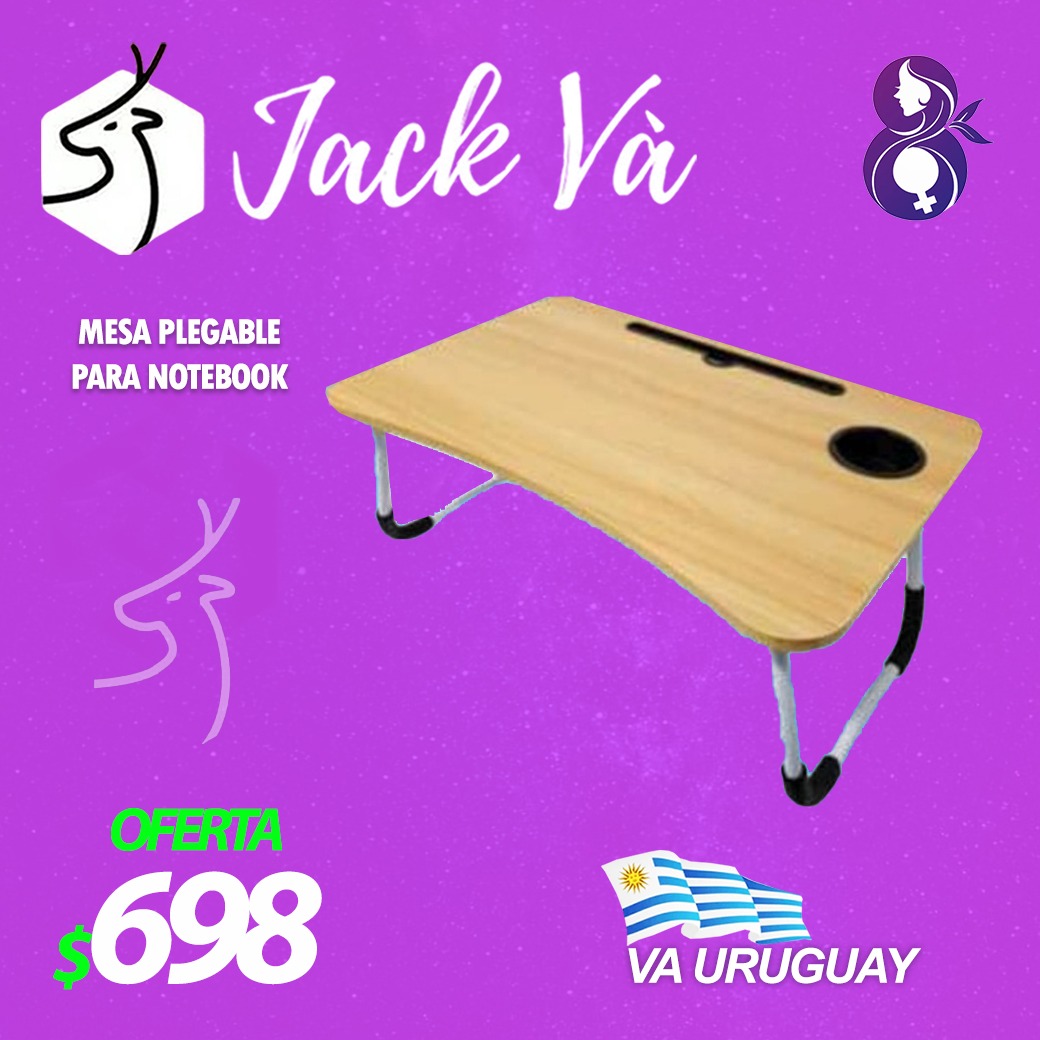 Jack Và
MESA PLEGABLE
PARA NOTEBOOK
OFERTA
$698
VA URUGUAY